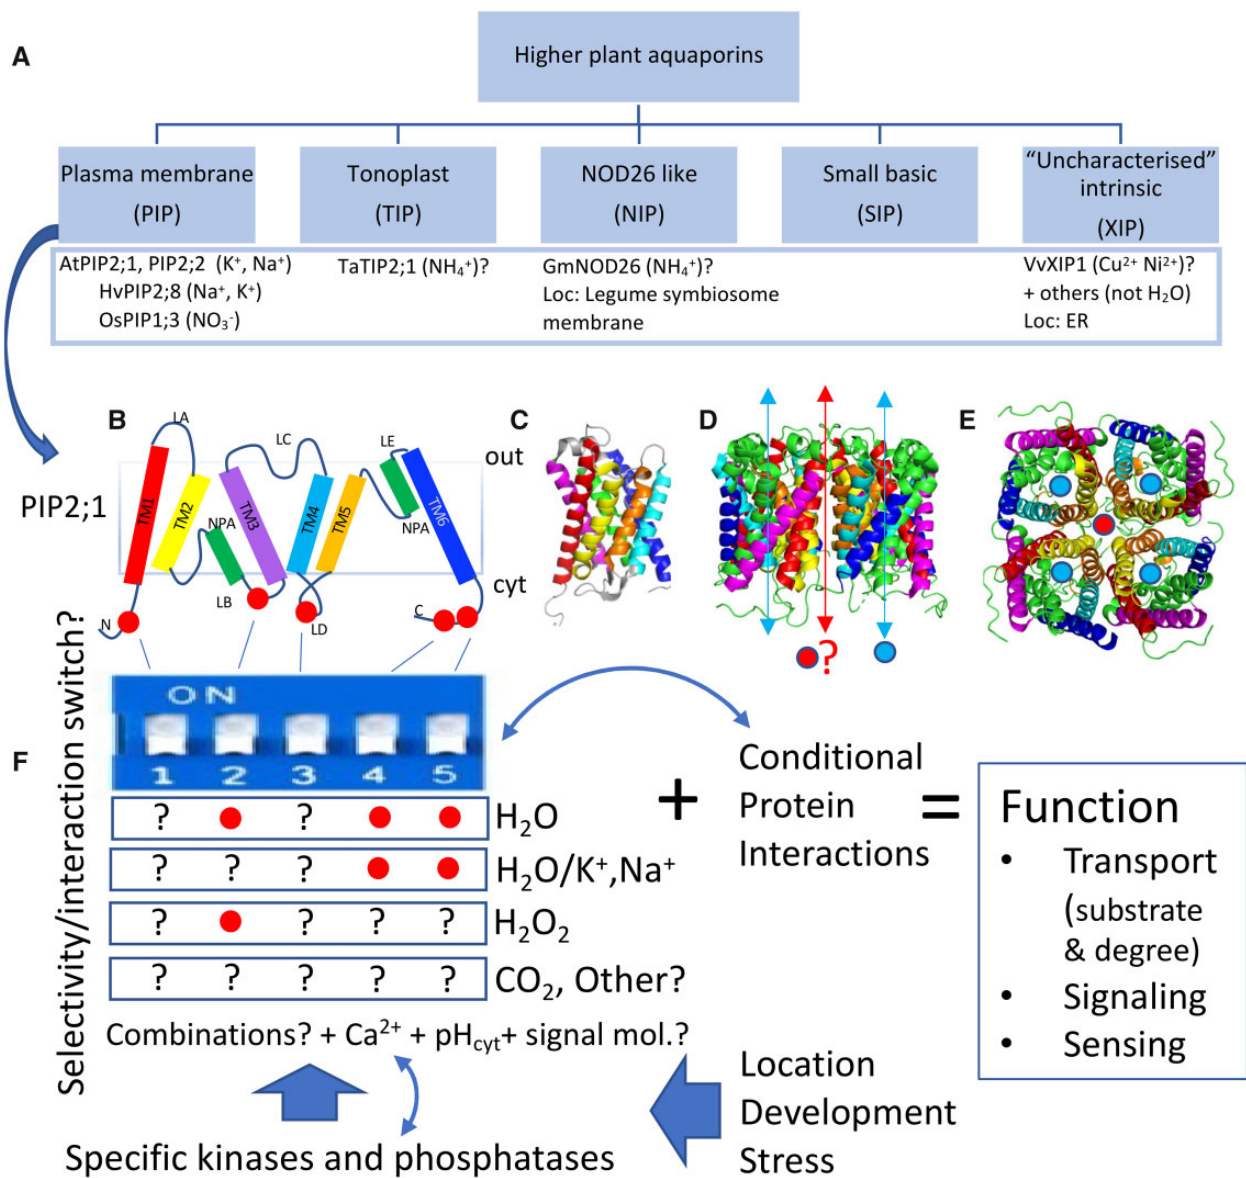 A
Higher plant aquaporins
Plasma membrane
(PIP)
Tonoplast
(TIP)
NOD26 like
(NIP)
Small basic
(SIP)
“Uncharacterised”
intrinsic
(XIP)
AtPIP2;1, PIP2;2 (K⁺, Na⁺)
HvPIP2;8 (Na⁺, K⁺)
OsPIP1;3 (NO₃⁻)
TaTIP2;1 (NH₄⁺)?
GmNOD26 (NH₄⁺)?
Loc: Legume symbiosome
membrane
VvXIP1 (Cu²⁺ Ni²⁺)?
+ others (not H₂O)
Loc: ER
B
LA
LC
LE
TM1
TM2
NPA
TM3
TM4
TM5
NPA
TM6
LB
LD
N
C
PIP2;1
out
cyt
C
D
?
E
F
Selectivity/interaction switch?
ON
1 2 3 4 5
? ● ? ● ● H₂O
? ? ? ● ● H₂O/K⁺,Na⁺
? ● ? ? ? H₂O₂
? ? ? ? ? CO₂, Other?
Combinations? + Ca²⁺ + pHcyt+ signal mol.?
Specific kinases and phosphatases
+
Conditional
Protein
Interactions
=
Function
• Transport
(substrate
& degree)
• Signaling
• Sensing
Location
Development
Stress